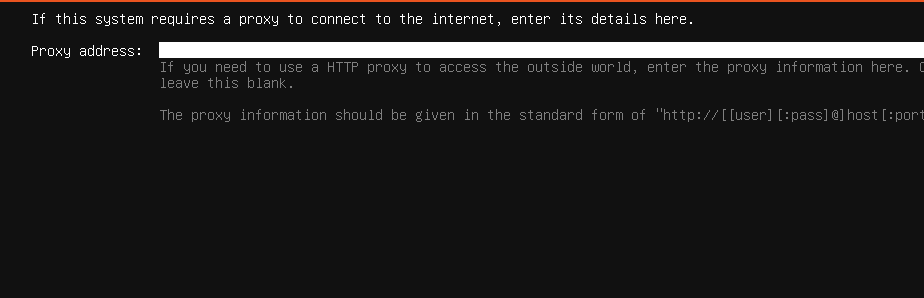 If this system requires a proxy to connect to the internet, enter its details here.
Proxy address:
If you need to use a HTTP proxy to access the outside world, enter the proxy information here.
leave this blank.
The proxy information should be given in the standard form of "http://[[user][:pass]@]host[:port